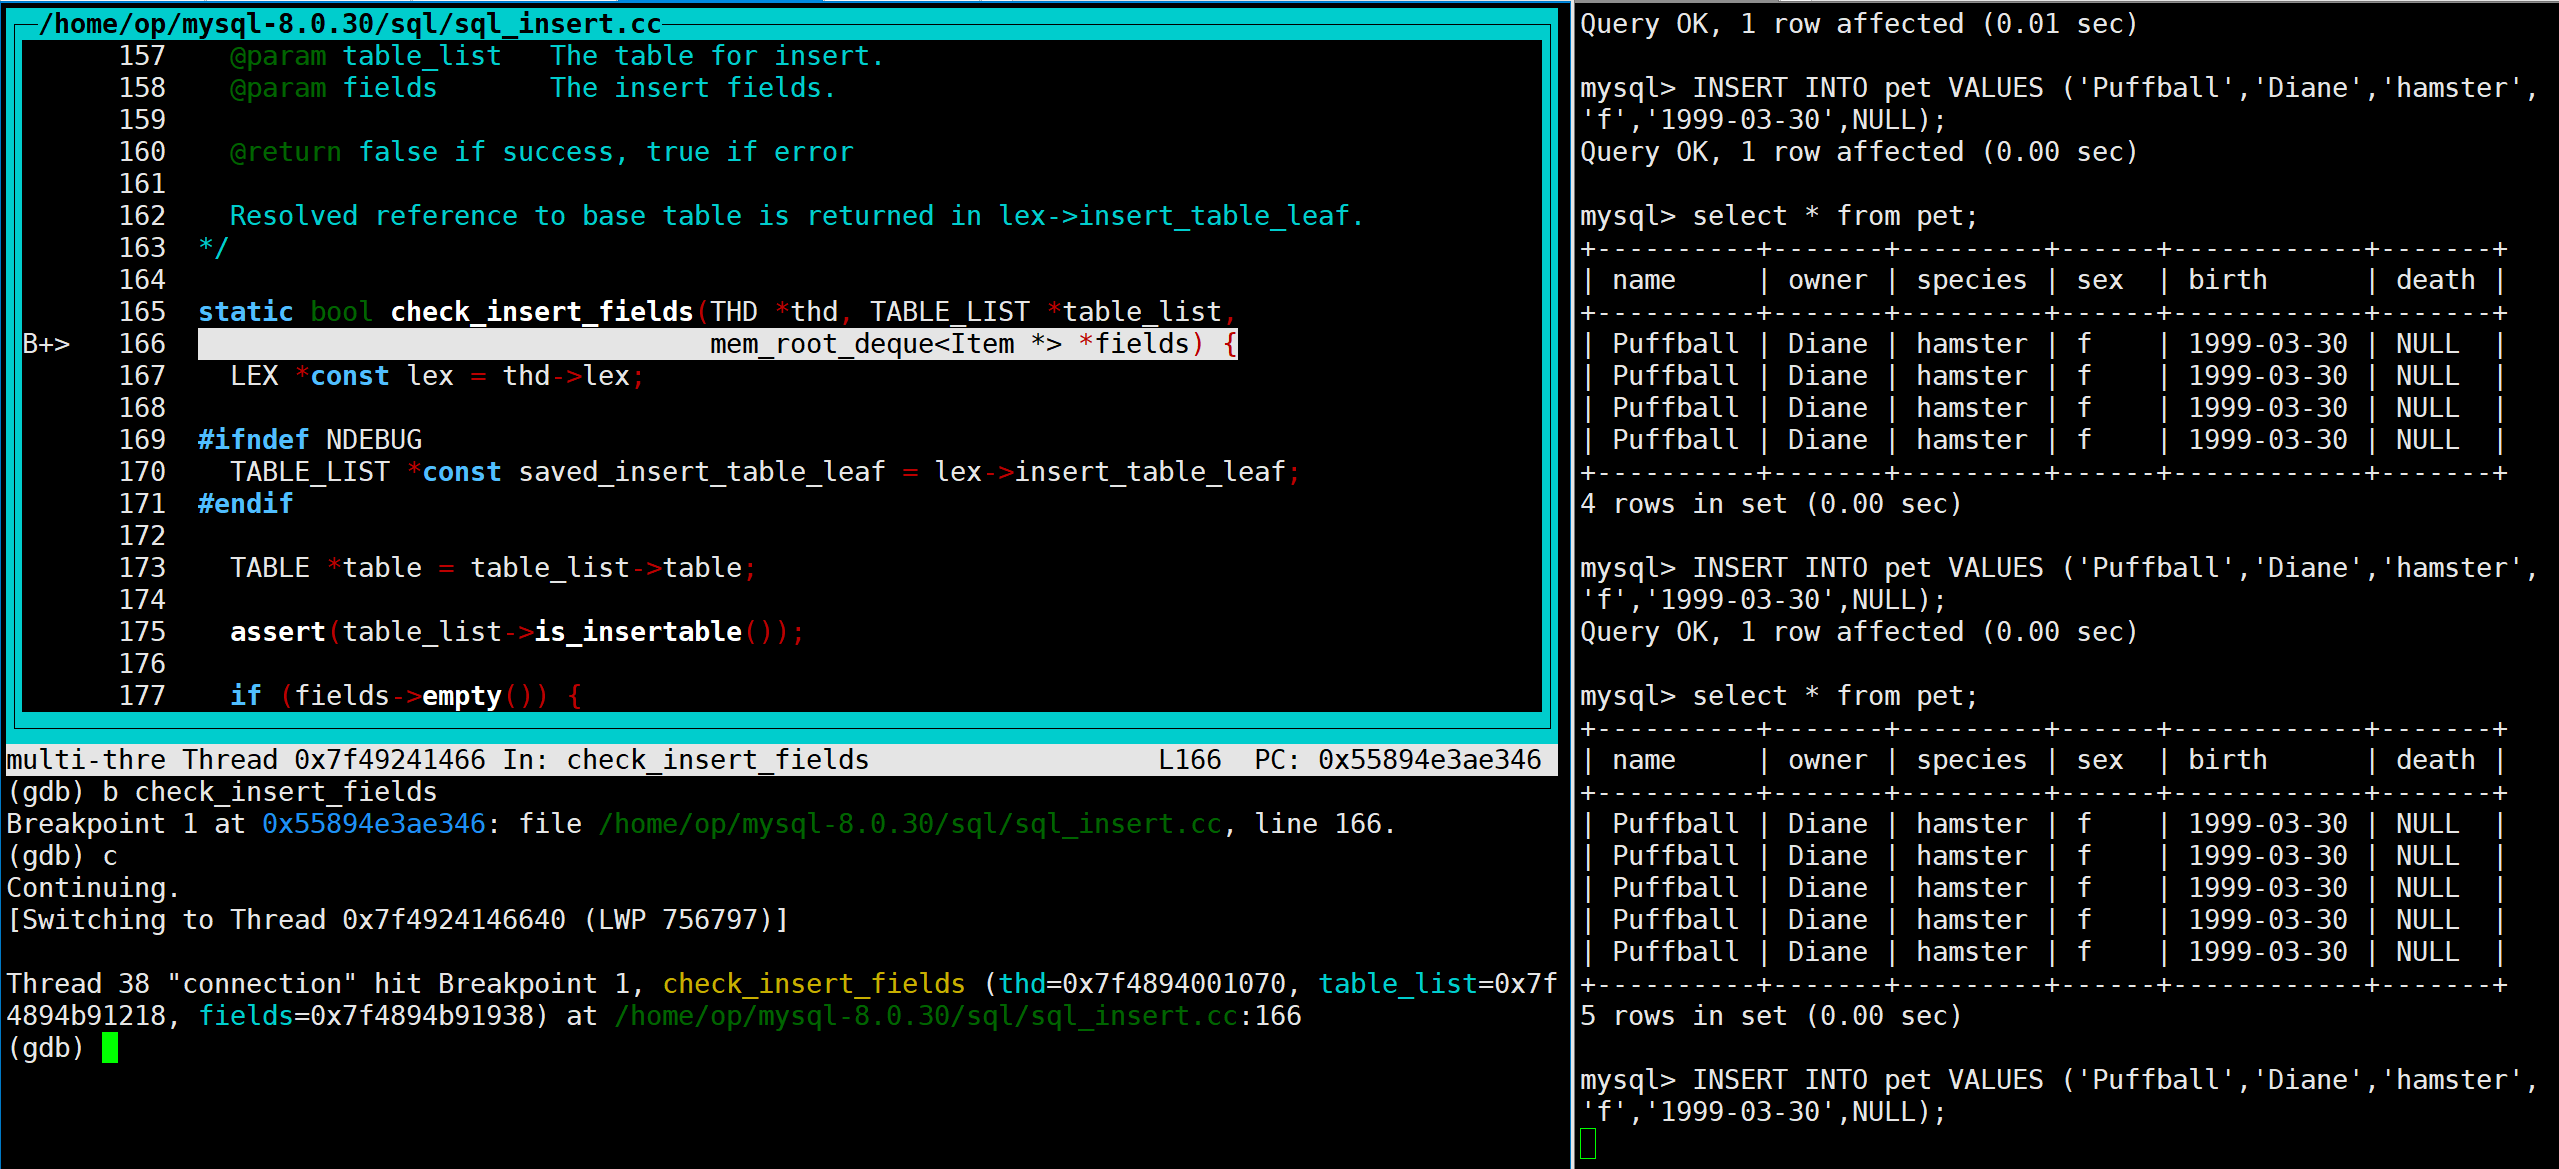 /home/op/mysql-8.0.30/sql/sql_insert.cc
157    @param table_list   The table for insert.
158    @param fields       The insert fields.
159
160    @return false if success, true if error
161
162    Resolved reference to base table is returned in lex->insert_table_leaf.
163  */
164
165  static bool check_insert_fields(THD *thd, TABLE_LIST *table_list,
B+>   166                                  mem_root_deque<Item *> *fields) {
167    LEX *const lex = thd->lex;
168
169  #ifndef NDEBUG
170    TABLE_LIST *const saved_insert_table_leaf = lex->insert_table_leaf;
171  #endif
172
173    TABLE *table = table_list->table;
174
175    assert(table_list->is_insertable());
176
177    if (fields->empty()) {
multi-thre Thread 0x7f49241466 In: check_insert_fields                  L166  PC: 0x55894e3ae346
(gdb) b check_insert_fields
Breakpoint 1 at 0x55894e3ae346: file /home/op/mysql-8.0.30/sql/sql_insert.cc, line 166.
(gdb) c
Continuing.
[Switching to Thread 0x7f4924146640 (LWP 756797)]
Thread 38 "connection" hit Breakpoint 1, check_insert_fields (thd=0x7f4894001070, table_list=0x7f
4894b91218, fields=0x7f4894b91938) at /home/op/mysql-8.0.30/sql/sql_insert.cc:166
(gdb)
Query OK, 1 row affected (0.01 sec)
mysql> INSERT INTO pet VALUES ('Puffball','Diane','hamster',
'f','1999-03-30',NULL);
Query OK, 1 row affected (0.00 sec)
mysql> select * from pet;
+----------+-------+---------+------+------------+-------+
| name     | owner | species | sex  | birth      | death |
+----------+-------+---------+------+------------+-------+
| Puffball | Diane | hamster | f    | 1999-03-30 | NULL  |
| Puffball | Diane | hamster | f    | 1999-03-30 | NULL  |
| Puffball | Diane | hamster | f    | 1999-03-30 | NULL  |
| Puffball | Diane | hamster | f    | 1999-03-30 | NULL  |
+----------+-------+---------+------+------------+-------+
4 rows in set (0.00 sec)
mysql> INSERT INTO pet VALUES ('Puffball','Diane','hamster',
'f','1999-03-30',NULL);
Query OK, 1 row affected (0.00 sec)
mysql> select * from pet;
+----------+-------+---------+------+------------+-------+
| name     | owner | species | sex  | birth      | death |
+----------+-------+---------+------+------------+-------+
| Puffball | Diane | hamster | f    | 1999-03-30 | NULL  |
| Puffball | Diane | hamster | f    | 1999-03-30 | NULL  |
| Puffball | Diane | hamster | f    | 1999-03-30 | NULL  |
| Puffball | Diane | hamster | f    | 1999-03-30 | NULL  |
| Puffball | Diane | hamster | f    | 1999-03-30 | NULL  |
+----------+-------+---------+------+------------+-------+
5 rows in set (0.00 sec)
mysql> INSERT INTO pet VALUES ('Puffball','Diane','hamster',
'f','1999-03-30',NULL);